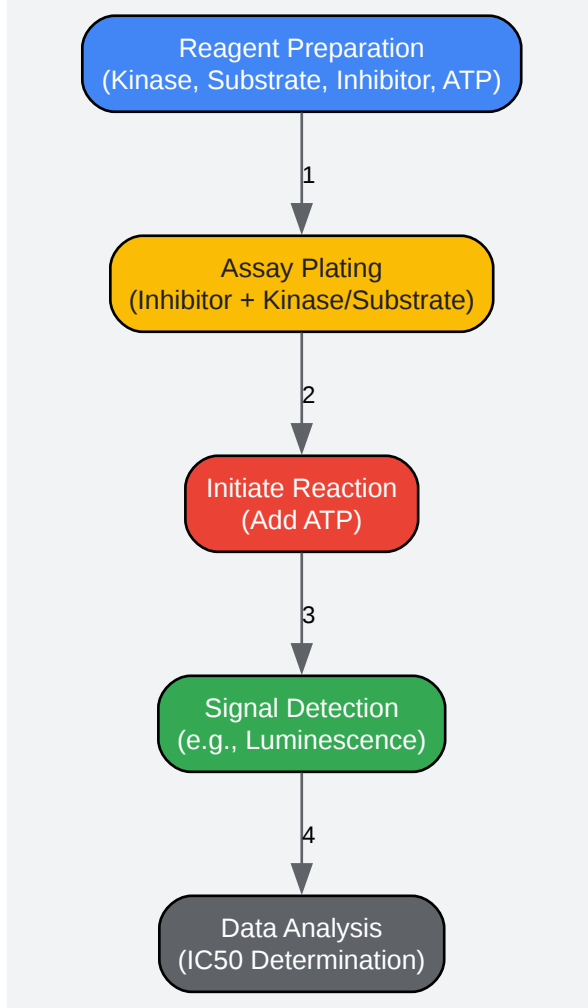 Reagent Preparation
(Kinase, Substrate, Inhibitor, ATP)
1
Assay Plating
(Inhibitor + Kinase/Substrate)
2
Initiate Reaction
(Add ATP)
3
Signal Detection
(e.g., Luminescence)
4
Data Analysis
(IC50 Determination)